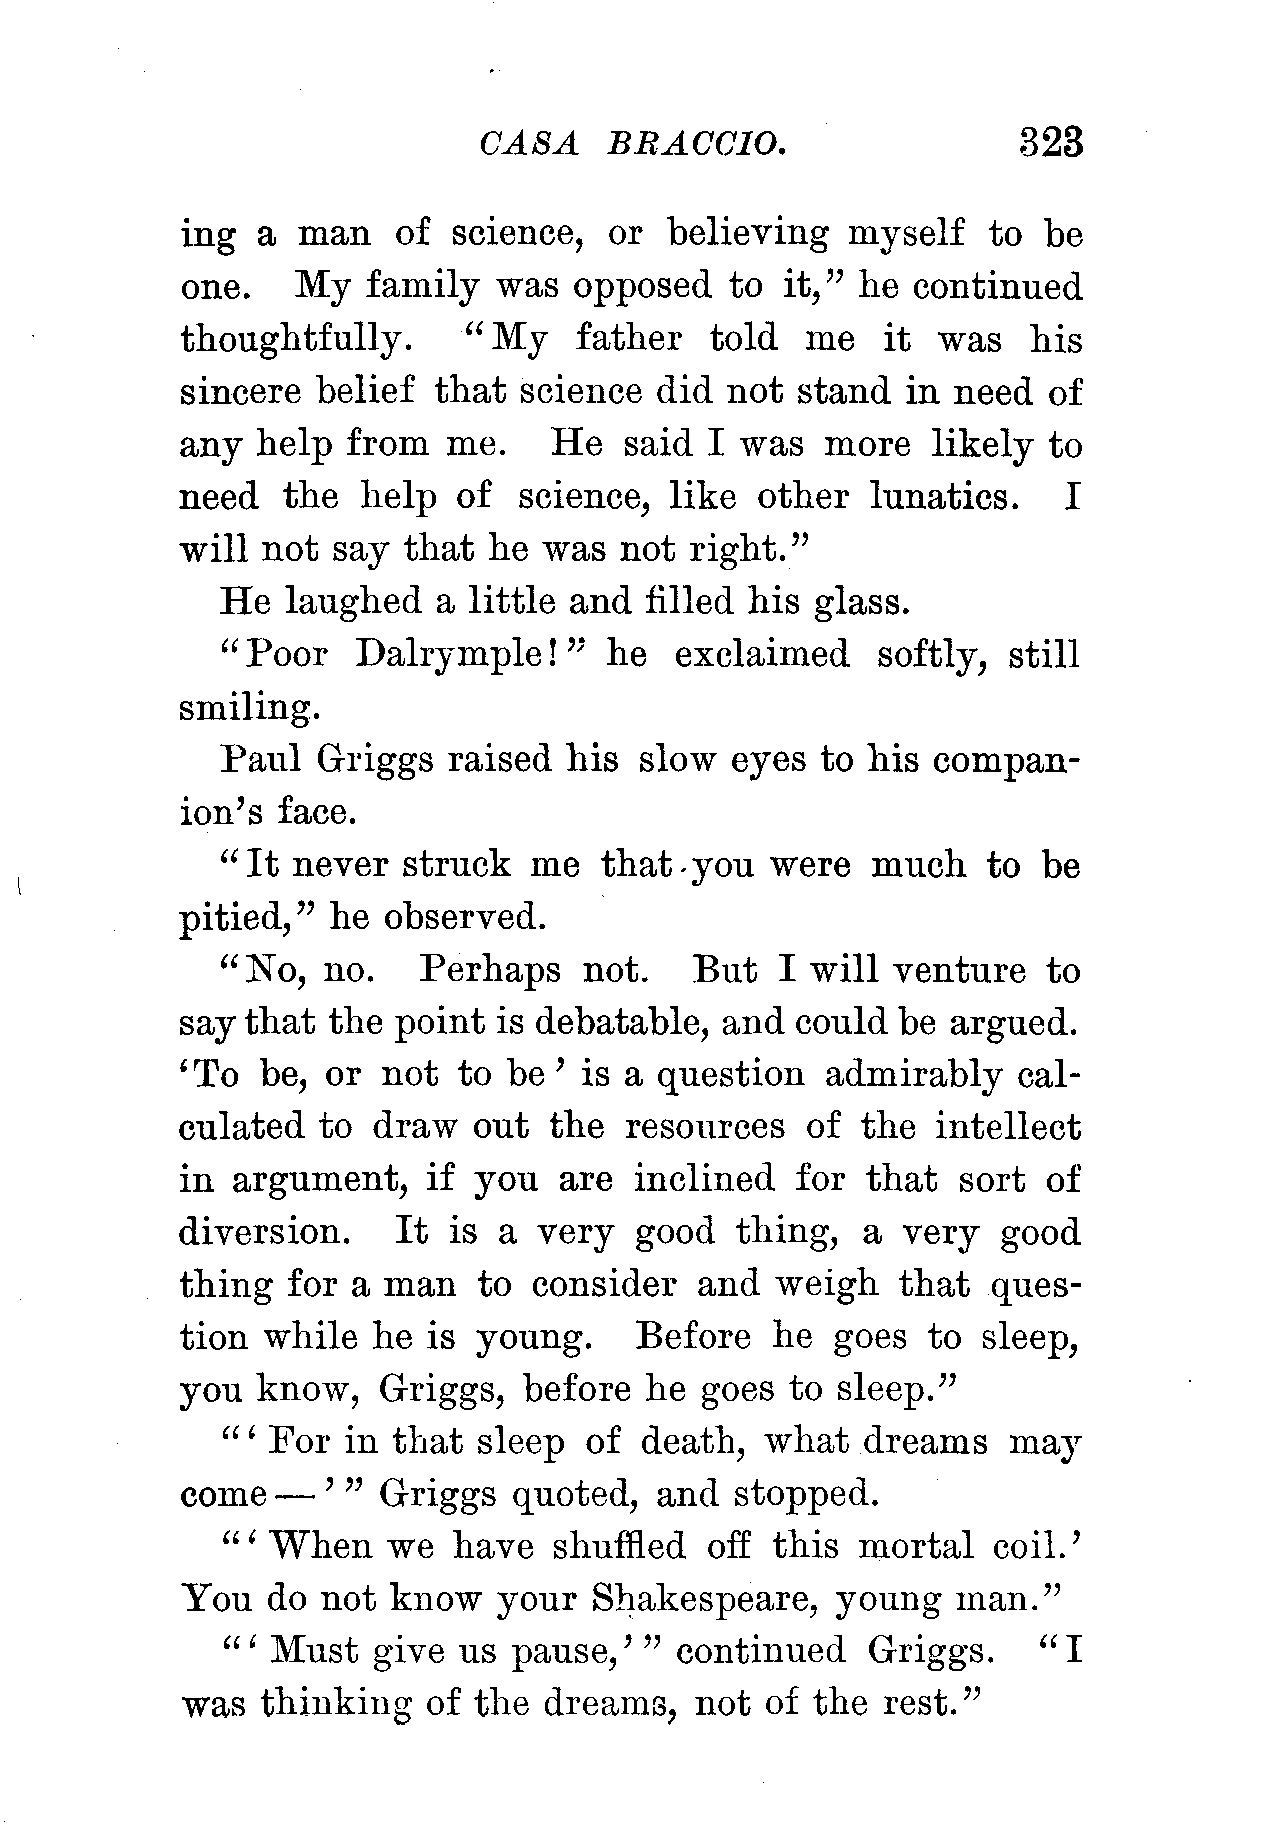 CASA BRACCIO. 323
ing a man of science, or believing myself to be
one. My family was opposed to it,” he continued
thoughtfully. “My father told me it was his
sincere belief that science did not stand in need of
any help from me. He said I was more likely to
need the help of science, like other lunatics. I
will not say that he was not right.”
He laughed a little and filled his glass.
“Poor Dalrymple!” he exclaimed softly, still
smiling.
Paul Griggs raised his slow eyes to his compan-
ion’s face.
“It never struck me that you were much to be
pitied,” he observed.
“No, no. Perhaps not. But I will venture to
say that the point is debatable, and could be argued.
‘To be, or not to be’ is a question admirably cal-
culated to draw out the resources of the intellect
in argument, if you are inclined for that sort of
diversion. It is a very good thing, a very good
thing for a man to consider and weigh that ques-
tion while he is young. Before he goes to sleep,
you know, Griggs, before he goes to sleep.”
“‘For in that sleep of death, what dreams may
come—’” Griggs quoted, and stopped.
“‘When we have shuffled off this mortal coil.’
You do not know your Shakespeare, young man.”
“‘Must give us pause,’” continued Griggs. “I
was thinking of the dreams, not of the rest.”